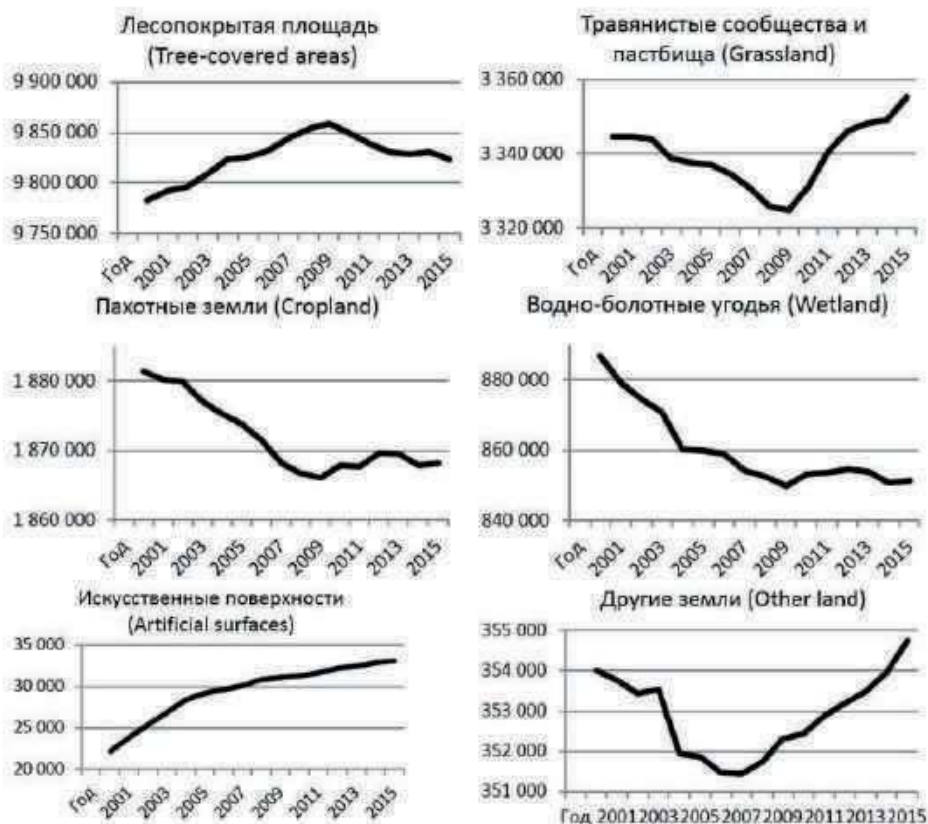 Лесопокрытая площадь
(Tree-covered areas)
9 900 000
9 850 000
9 800 000
9 750 000
Год 2001 2003 2005 2007 2009 2011 2013 2015
Травянистые сообщества и
пастбища (Grassland)
3 360 000
3 340 000
3 320 000
Год 2001 2003 2005 2007 2009 2011 2013 2015
Пахотные земли (Cropland)
1 880 000
1 870 000
1 860 000
Год 2001 2003 2005 2007 2009 2011 2013 2015
Водно-болотные угодья (Wetland)
880 000
860 000
840 000
Год 2001 2003 2005 2007 2009 2011 2013 2015
Искусственные поверхности
(Artificial surfaces)
35 000
30 000
25 000
20 000
Год 2001 2003 2005 2007 2009 2011 2013 2015
Другие земли (Other land)
355 000
354 000
353 000
352 000
351 000
Год 2001 2003 2005 2007 2009 2011 2013 2015